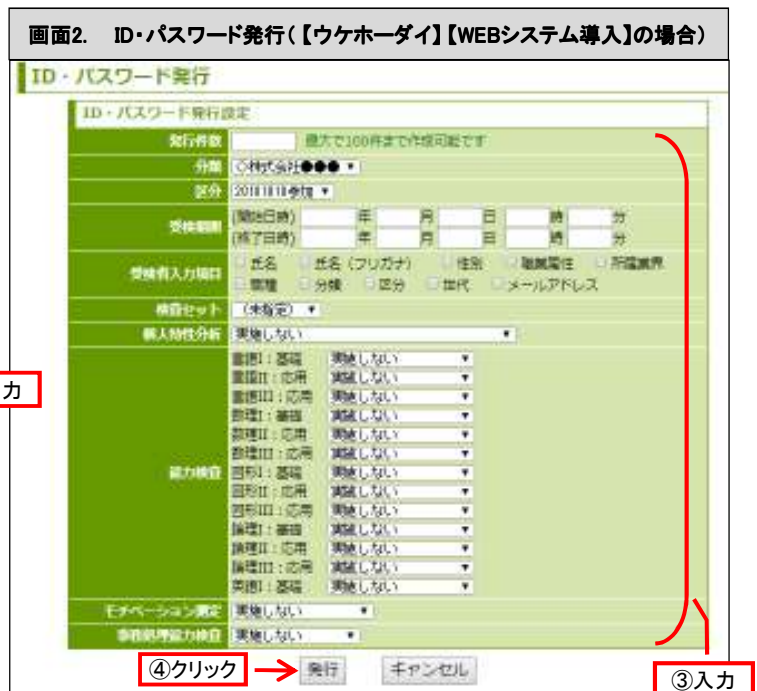 画面2. ID・パスワード発行(【ウケホーダイ】【WEBシステム導入】の場合)
ID・パスワード発行
ID・パスワード発行設定
発行件数 最大で100件まで作成可能です
分類 ○株式会社●●● ▼
区分 20181818参加 ▼
受検期間 (開始日時) 年 月 日 時 分
(終了日時) 年 月 日 時 分
受検者入力項目 氏名 氏名(フリガナ) 性別 職業属性 所属業界
職種 分類 区分 世代 メールアドレス
検査セット (未指定) ▼
個人特性分析 実施しない ▼
能力検査
言語I:基礎 実施しない ▼
言語II:応用 実施しない ▼
言語III:応用 実施しない ▼
数理I:基礎 実施しない ▼
数理II:応用 実施しない ▼
数理III:応用 実施しない ▼
図形I:基礎 実施しない ▼
図形II:応用 実施しない ▼
図形III:応用 実施しない ▼
論理I:基礎 実施しない ▼
論理II:応用 実施しない ▼
論理III:応用 実施しない ▼
英語I:基礎 実施しない ▼
モチベーション測定 実施しない ▼
事務処理能力検査 実施しない ▼
④クリック 発行 キャンセル
③入力
力